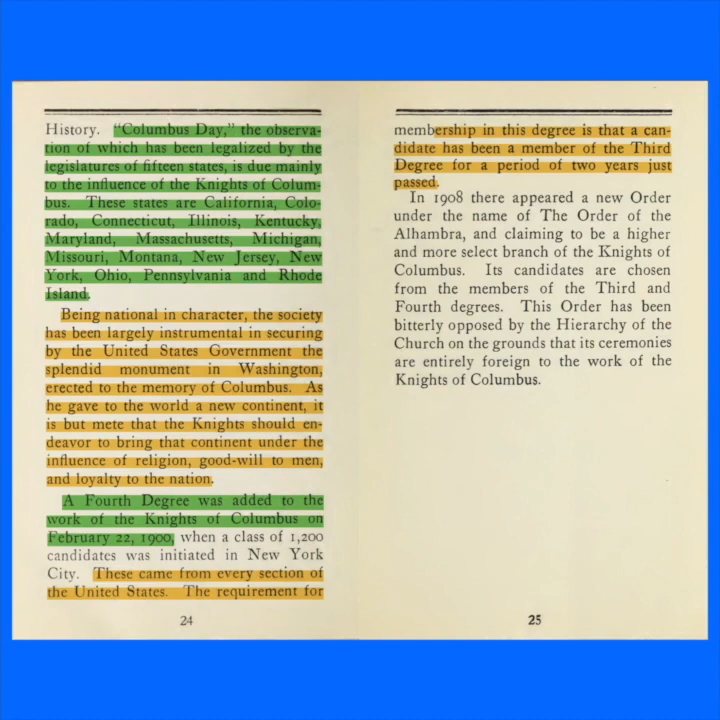 History. “Columbus Day,” the observa-
tion of which has been legalized by the
legislatures of fifteen states, is due mainly
to the influence of the Knights of Colum-
bus. These states are California, Colo-
rado, Connecticut, Illinois, Kentucky,
Maryland, Massachusetts, Michigan,
Missouri, Montana, New Jersey, New
York, Ohio, Pennsylvania and Rhode
Island.
Being national in character, the society
has been largely instrumental in securing
by the United States Government the
splendid monument in Washington,
erected to the memory of Columbus. As
he gave to the world a new continent, it
is but mete that the Knights should en-
deavor to bring that continent under the
influence of religion, good-will to men,
and loyalty to the nation.
A Fourth Degree was added to the
work of the Knights of Columbus on
February 22, 1900, when a class of 1,200
candidates was initiated in New York
City. These came from every section of
the United States. The requirement for
24
membership in this degree is that a can-
didate has been a member of the Third
Degree for a period of two years just
passed.
In 1908 there appeared a new Order
under the name of The Order of the
Alhambra, and claiming to be a higher
and more select branch of the Knights of
Columbus. Its candidates are chosen
from the members of the Third and
Fourth degrees. This Order has been
bitterly opposed by the Hierarchy of the
Church on the grounds that its ceremonies
are entirely foreign to the work of the
Knights of Columbus.
25